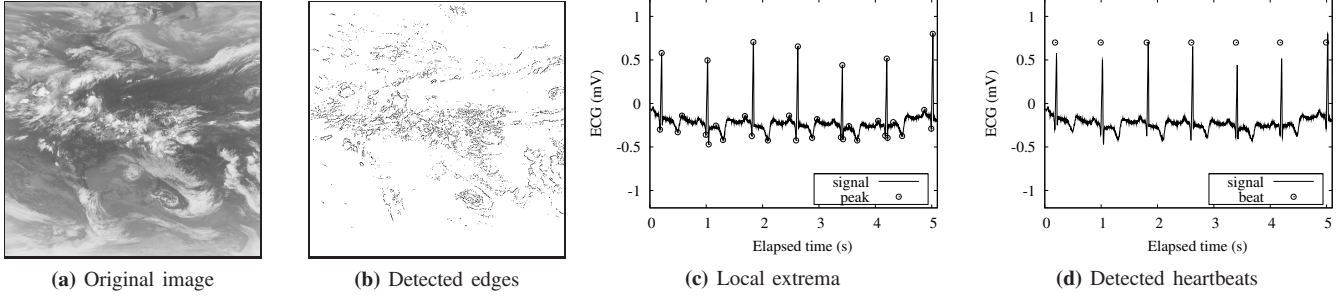 1
0.5
0
-0.5
-1
ECG (mV)
signal
peak
0 1 2 3 4 5
Elapsed time (s)
1
0.5
0
-0.5
-1
ECG (mV)
signal
beat
0 1 2 3 4 5
Elapsed time (s)
(a) Original image
(b) Detected edges
(c) Local extrema
(d) Detected heartbeats